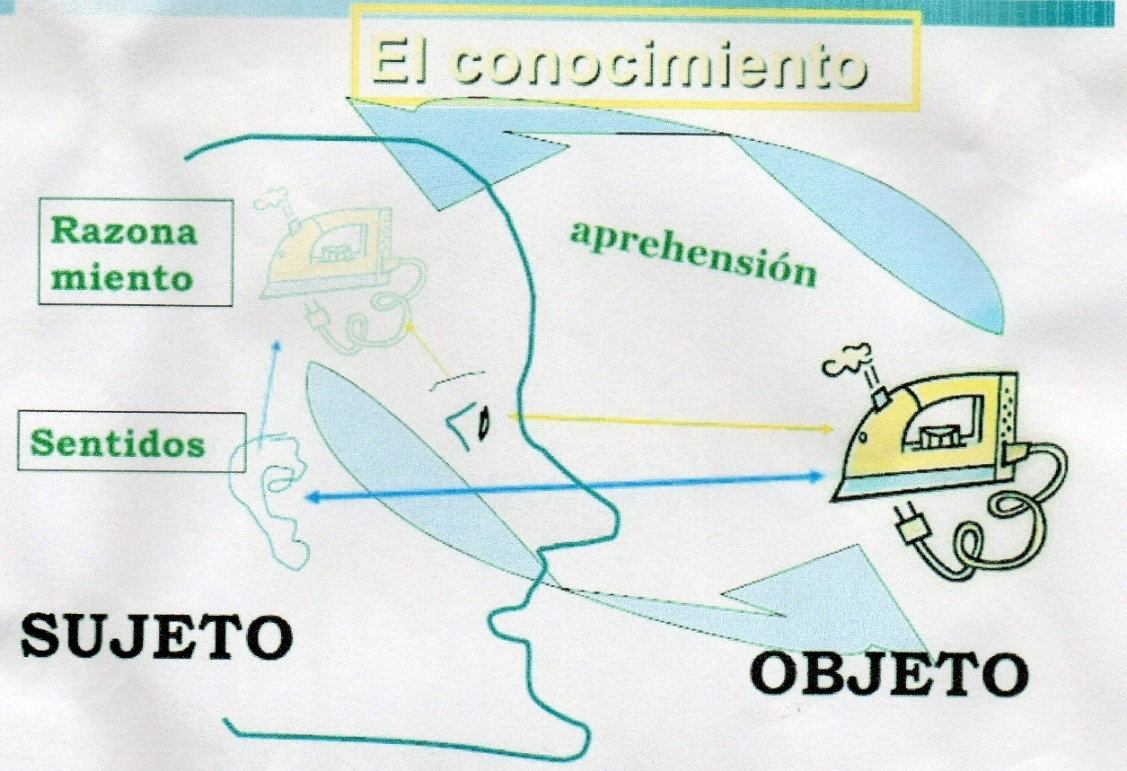 El conocimiento
Razona
miento
aprehensión
Sentidos
SUJETO
OBJETO